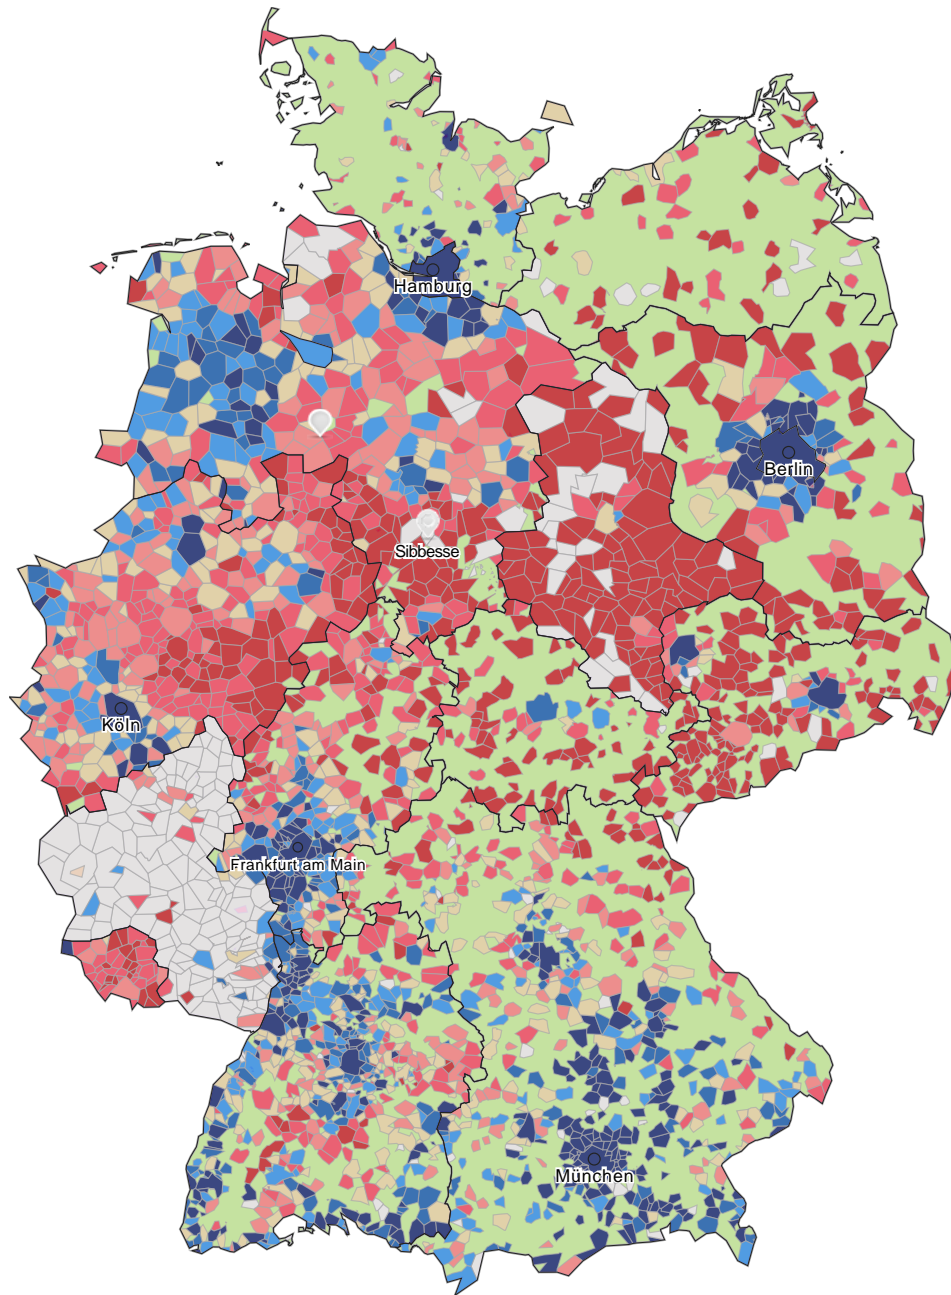 Hamburg
Berlin
Sibbesse
Köln
Frankfurt am Main
München